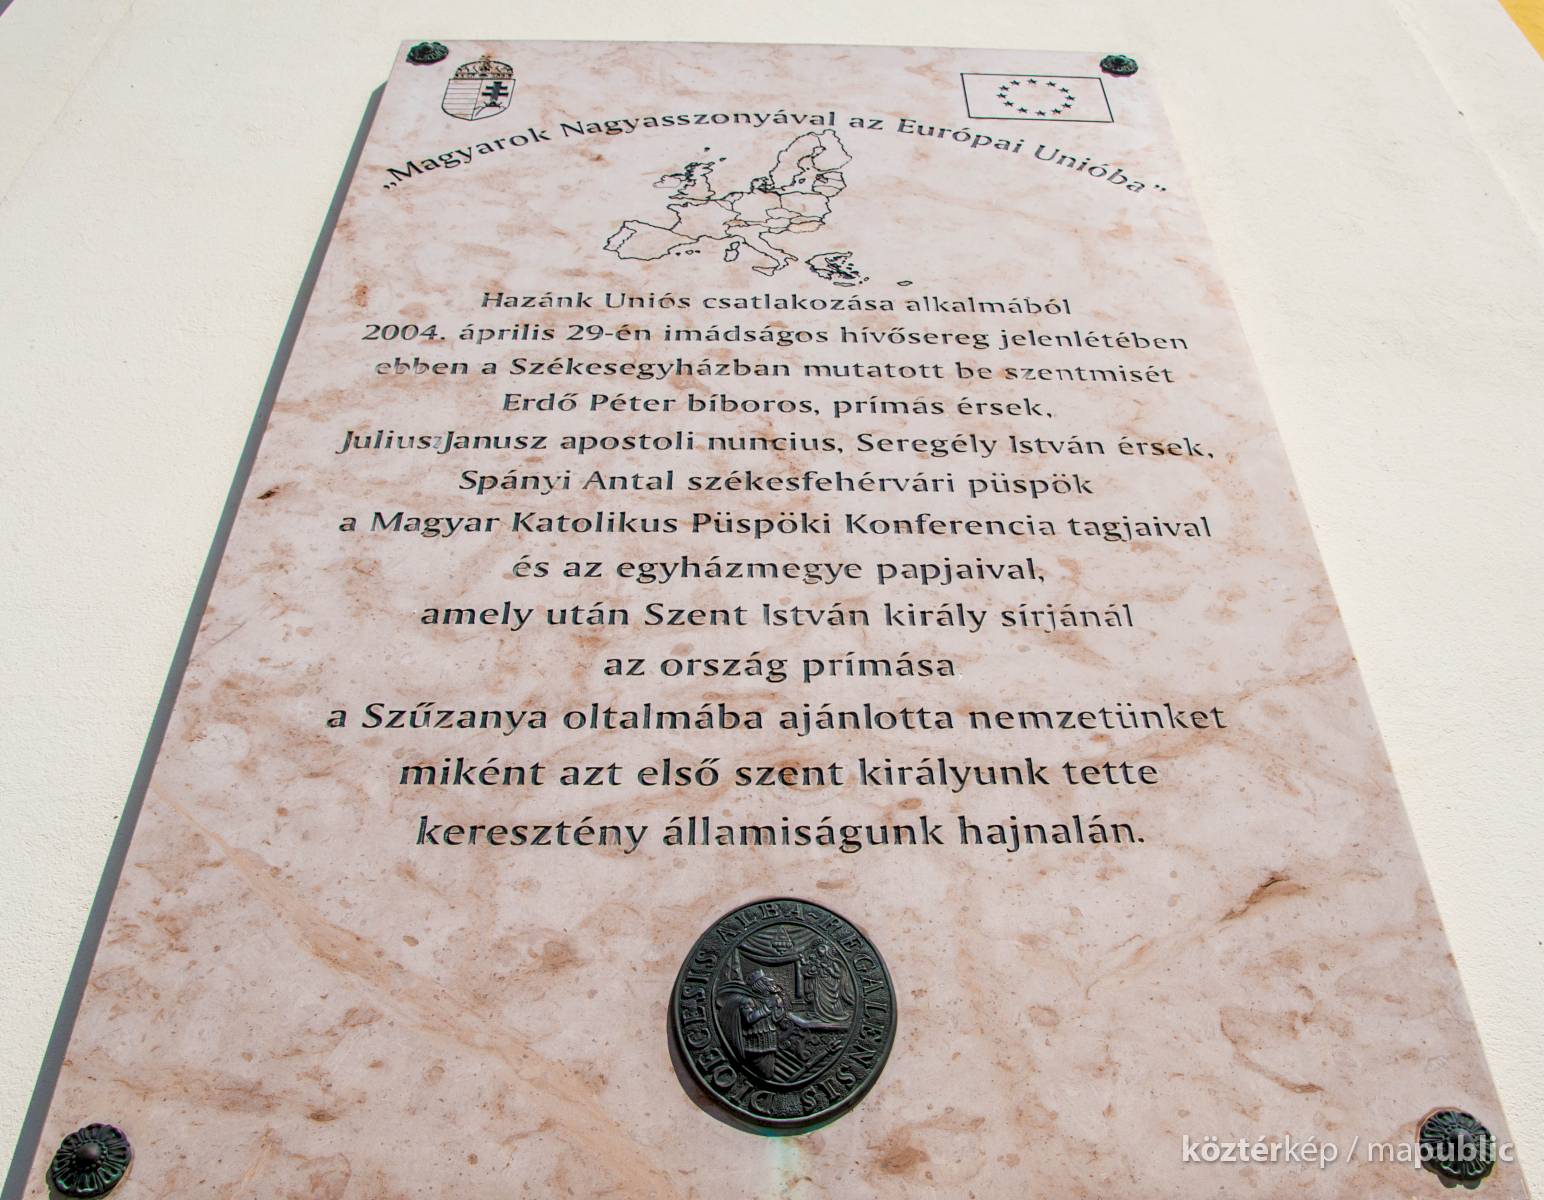 „Magyarok Nagyasszonyával az Európai Unióba”
Hazánk Uniós csatlakozása alkalmából
2004. április 29-én imádságos hívősereg jelenlétében
ebben a Székesegyházban mutatott be szentmisét
Erdő Péter bíboros, prímás érsek,
Juliusz Janusz apostoli nuncius, Seregély István érsek,
Spányi Antal székesfehérvári püspök
a Magyar Katolikus Püspöki Konferencia tagjaival
és az egyházmegye papjaival,
amely után Szent István király sírjánál
az ország prímása
a Szűzanya oltalmába ajánlotta nemzetünket
miként azt első szent királyunk tette
keresztény államiságunk hajnalán.
DIOECESIS ALBA-REGALENSIS
köztérkép / mapublic